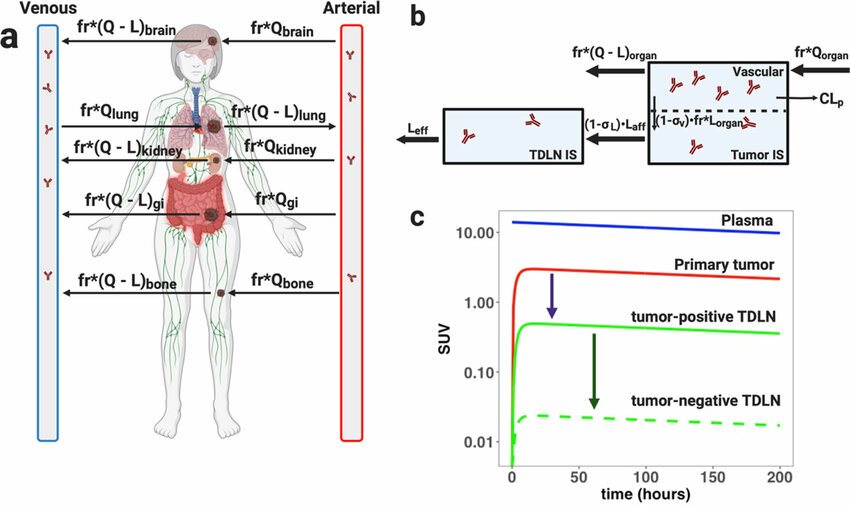 a
Venous
Arterial
fr*(Q - L)brain
fr*Qbrain
fr*Qlung
fr*(Q - L)lung
fr*(Q - L)kidney
fr*Qkidney
fr*(Q - L)gi
fr*Qgi
fr*(Q - L)bone
fr*Qbone
b
fr*(Q - L)organ
fr*Qorgan
Vascular
CLp
Leff
(1-σL)•Laff
(1-σv)•fr*Lorgan
TDLN IS
Tumor IS
c
Plasma
Primary tumor
tumor-positive TDLN
tumor-negative TDLN
SUV
10.00
1.00
0.10
0.01
0 50 100 150 200
time (hours)